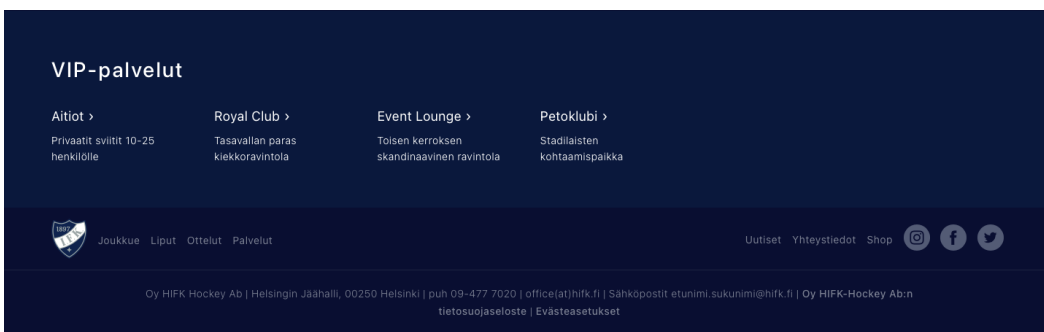 VIP-palvelut
Aitiot ›
Privaatit sviitit 10-25
henkilölle
Royal Club ›
Tasavallan paras
kiekkoravintola
Event Lounge ›
Toisen kerroksen
skandinaavinen ravintola
Petoklubi ›
Stadilaisten
kohtaamispaikka
1897
IFK
Joukkue Liput Ottelut Palvelut
Uutiset Yhteystiedot Shop
Oy HIFK Hockey Ab | Helsingin Jäähalli, 00250 Helsinki | puh 09-477 7020 | office(at)hifk.fi | Sähköpostit etunimi.sukunimi@hifk.fi | Oy HIFK-Hockey Ab:n
tietosuojaseloste | Evästeasetukset